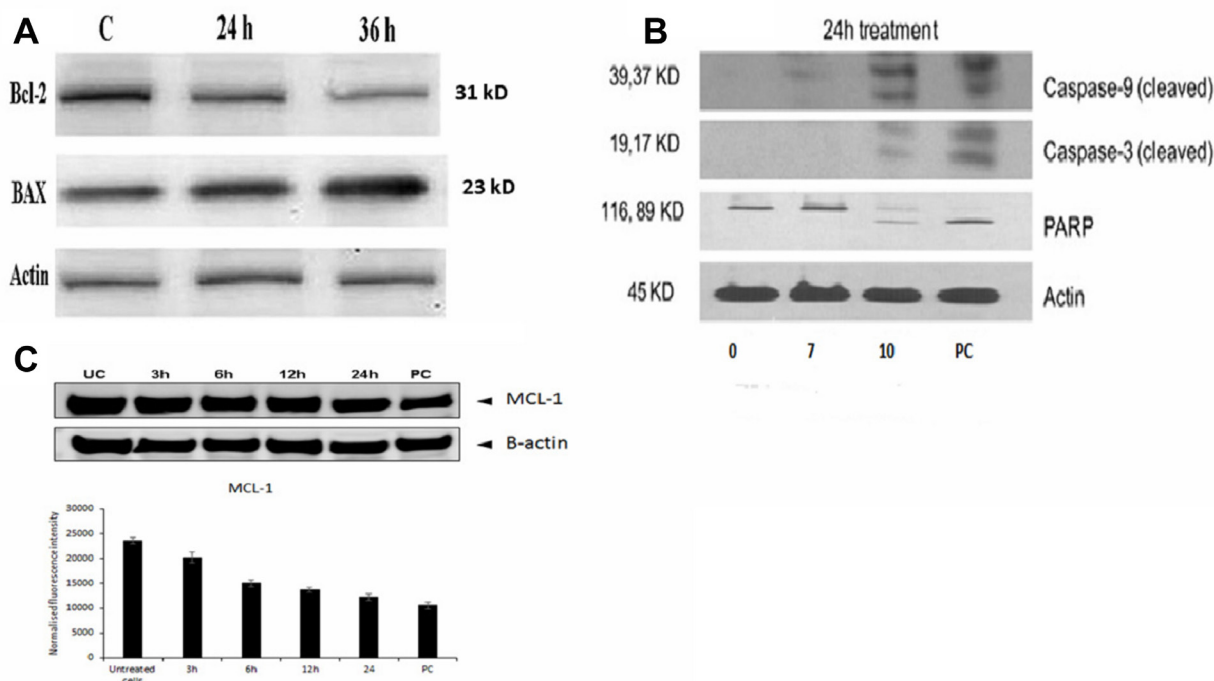 A
C 24 h 36 h
Bcl-2 31 kD
BAX 23 kD
Actin
B
24h treatment
39,37 KD Caspase-9 (cleaved)
19,17 KD Caspase-3 (cleaved)
116, 89 KD PARP
45 KD Actin
0 7 10 PC
C
UC 3h 6h 12h 24h PC
MCL-1
B-actin
MCL-1
Normalised fluorescence intensity
30000
25000
20000
15000
10000
5000
0
Untreated 3h 6h 12h 24 PC
cells